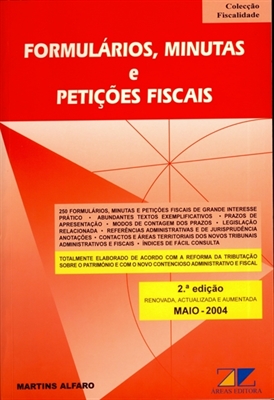 Colecção
Fiscalidade
FORMULÁRIOS, MINUTAS
e
PETIÇÕES FISCAIS
250 FORMULÁRIOS, MINUTAS E PETIÇÕES FISCAIS DE GRANDE INTERESSE
PRÁTICO • ABUNDANTES TEXTOS EXEMPLIFICATIVOS • PRAZOS DE
APRESENTAÇÃO • MODOS DE CONTAGEM DOS PRAZOS • LEGISLAÇÃO
RELACIONADA • REFERÊNCIAS ADMINISTRATIVAS E DE JURISPRUDÊNCIA
ANOTAÇÕES • CONTACTOS E ÁREAS TERRITORIAIS DOS NOVOS TRIBUNAIS
ADMINISTRATIVOS E FISCAIS • ÍNDICES DE FÁCIL CONSULTA
TOTALMENTE ELABORADO DE ACORDO COM A REFORMA DA TRIBUTAÇÃO
SOBRE O PATRIMÓNIO E COM O NOVO CONTENCIOSO ADMINISTRATIVO E FISCAL
2.ª edição
RENOVADA, ACTUALIZADA E AUMENTADA
MAIO - 2004
MARTINS ALFARO
ÁREAS EDITORA